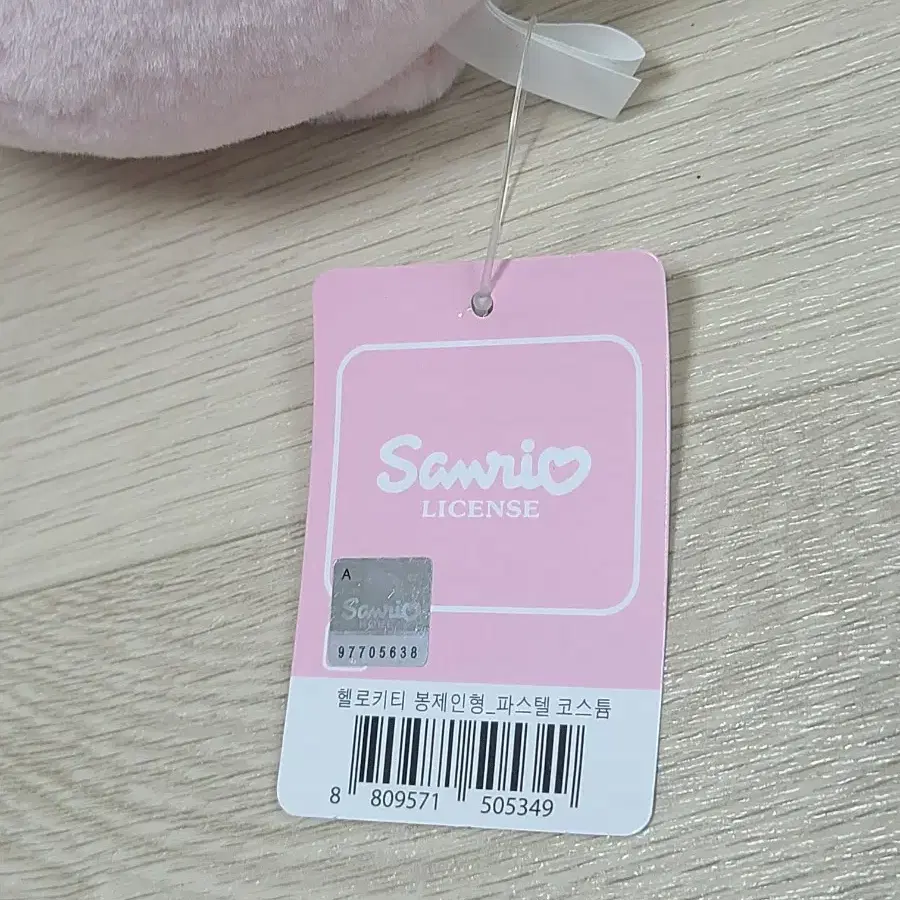 Sanrio
LICENSE
A
Sanrio
97705638
헬로키티 봉제인형_파스텔 코스튬
8 809571 505349